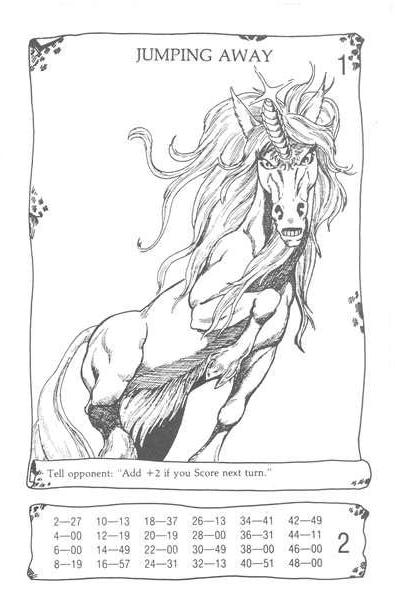 JUMPING AWAY
1
Tell opponent: "Add +2 if you Score next turn."
2—27 10—13 18—37 26—13 34—41 42—49
4—00 12—19 20—19 28—00 36—31 44—11
6—00 14—49 22—00 30—49 38—00 46—00
8—19 16—57 24—31 32—13 40—51 48—00
2